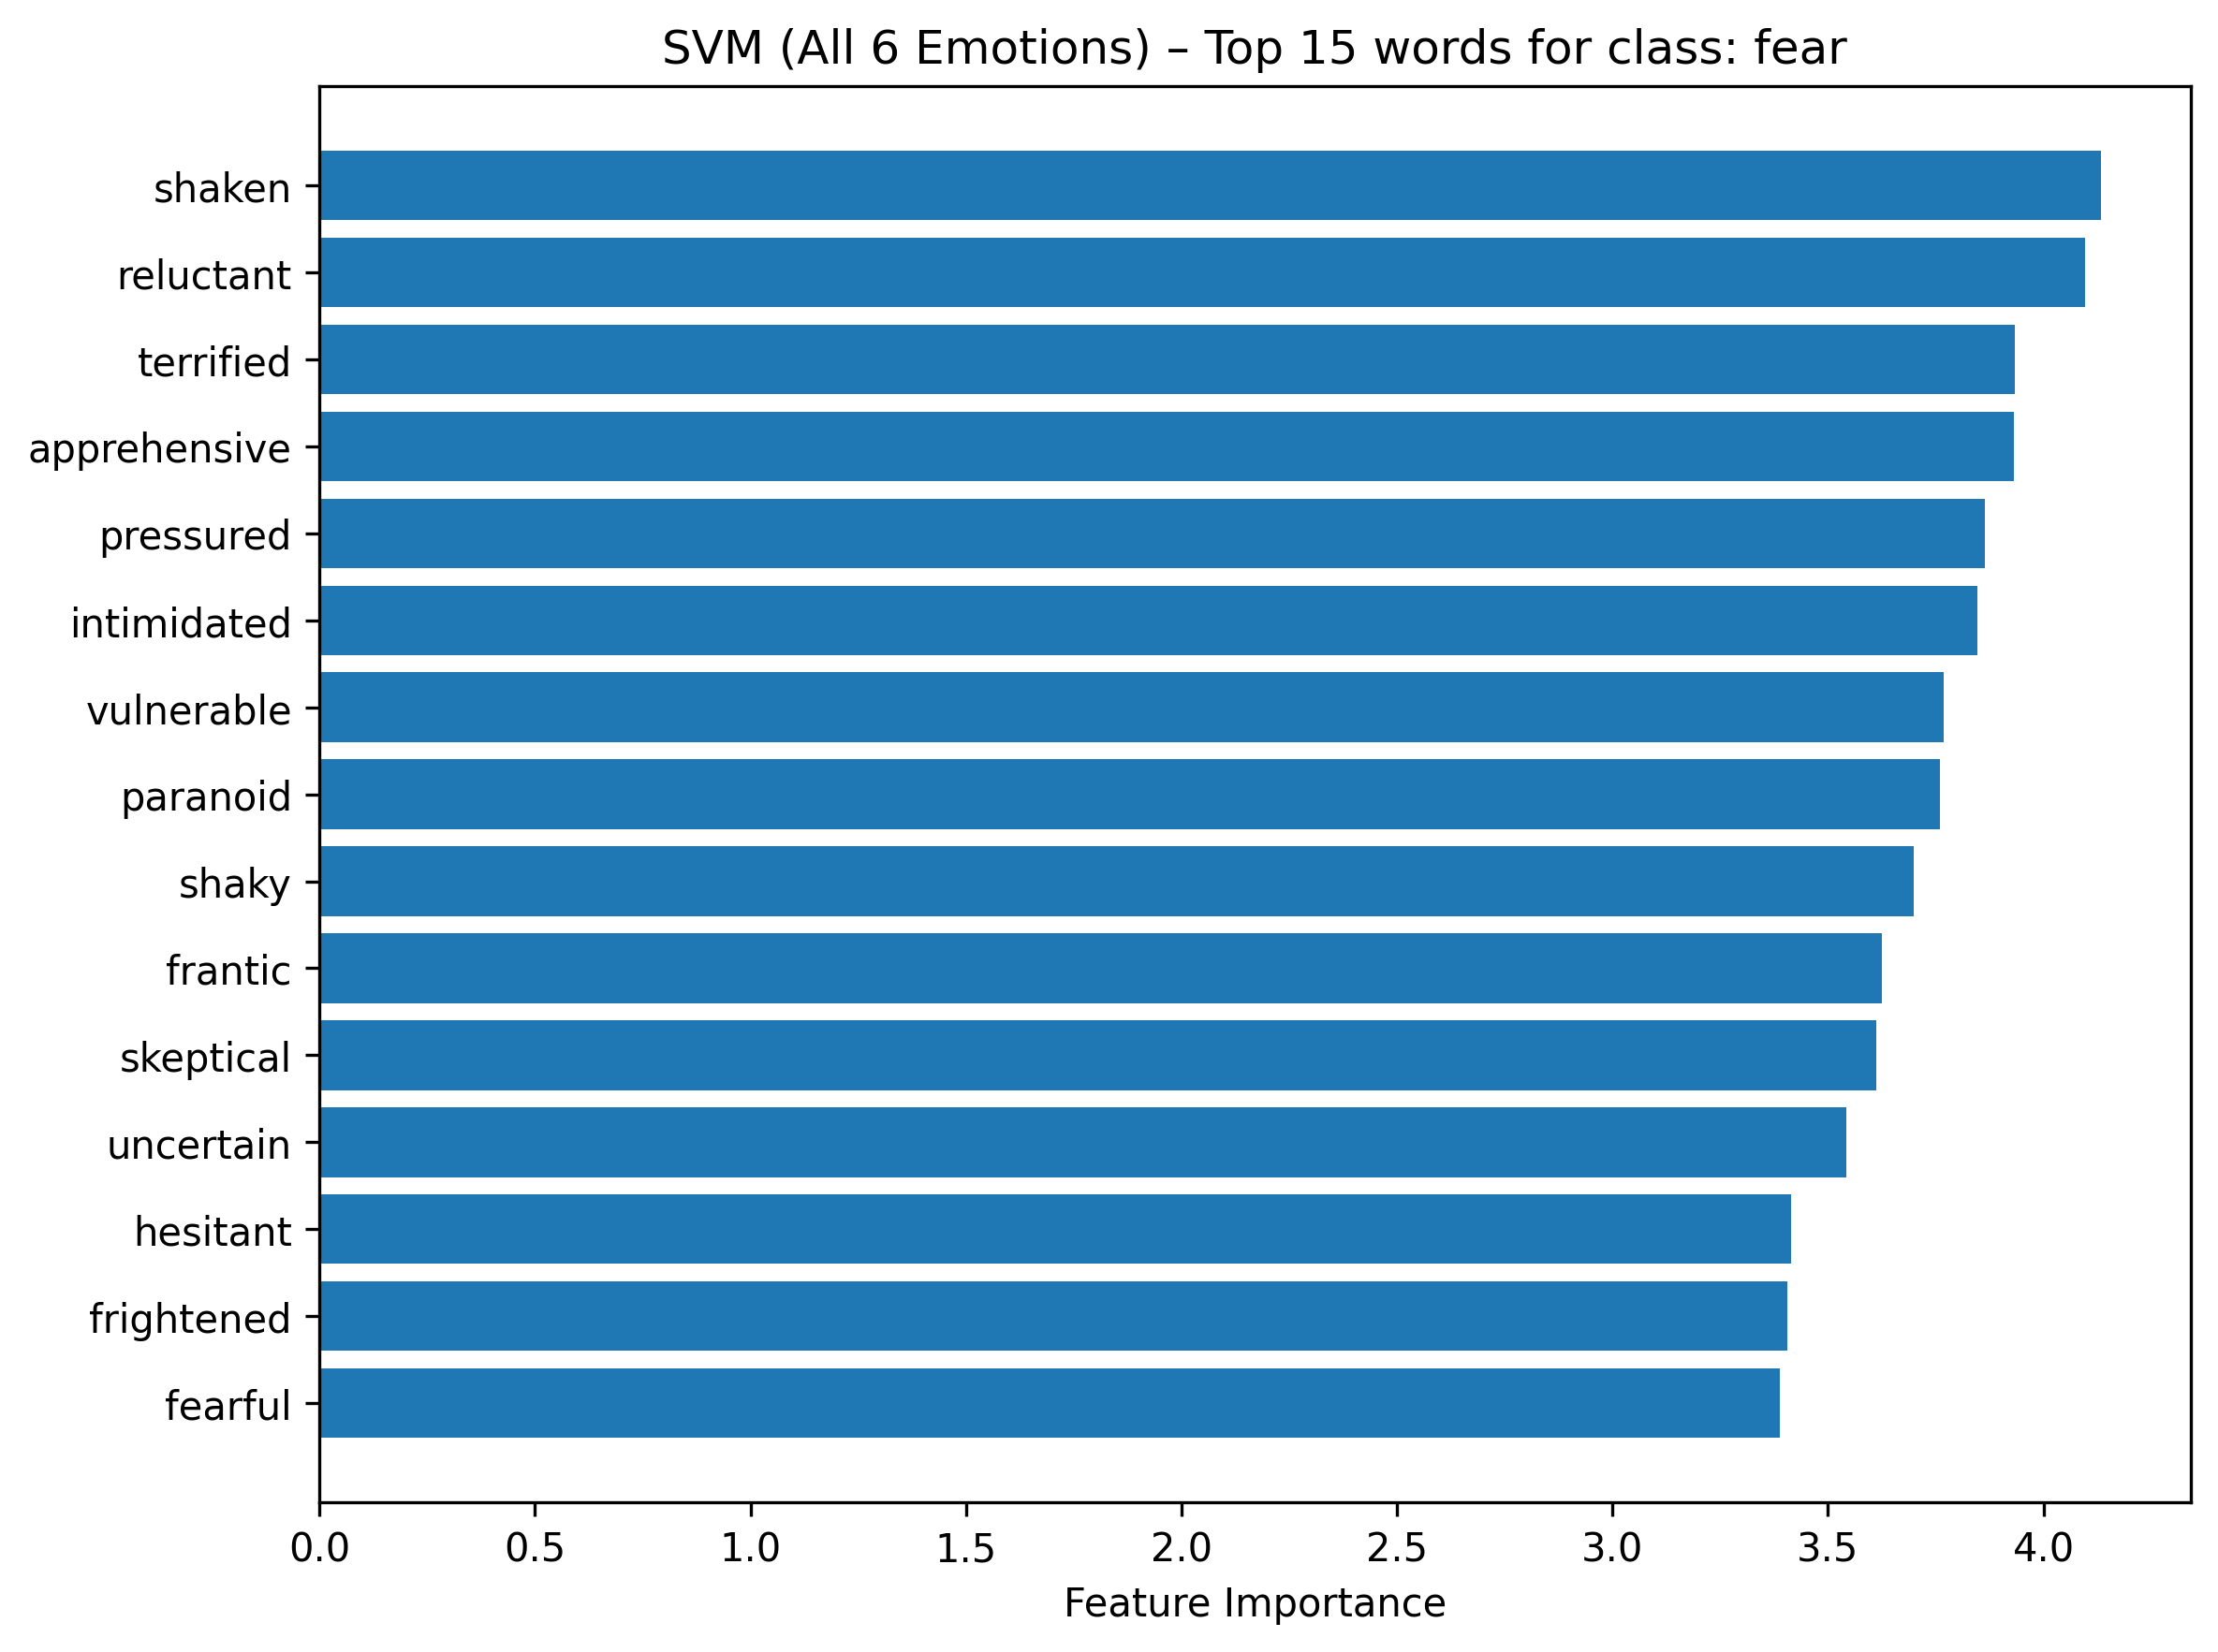 SVM (All 6 Emotions) – Top 15 words for class: fear
shaken
reluctant
terrified
apprehensive
pressured
intimidated
vulnerable
paranoid
shaky
frantic
skeptical
uncertain
hesitant
frightened
fearful
0.0 0.5 1.0 1.5 2.0 2.5 3.0 3.5 4.0
Feature Importance